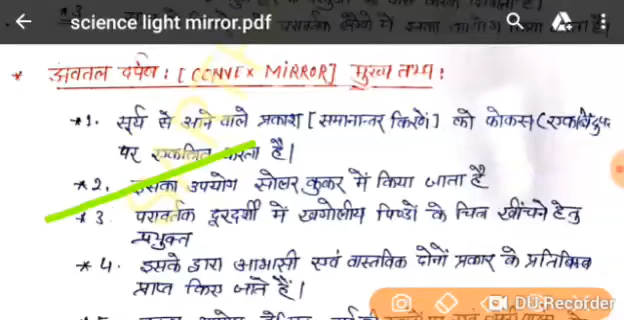 science light mirror.pdf
* अवतल दर्पण : [CONVEX MIRROR] मुख्य तथ्य :
*1. सूर्य से आने वाले प्रकाश [समानान्तर किरणे] को फोकस (एक बिंदु
पर एकत्रित करता है।
*2. इसका उपयोग सोलर कुकर में किया जाता है
*3. परावर्तक दूरदर्शी में खगोलीय पिण्डों के चित्र खींचने हेतु
प्रयुक्त
*4. इसके द्वारा आभासी एवं वास्तविक दोनों प्रकार के प्रतिबिम्ब
प्राप्त किए जाते हैं।
DU Recorder